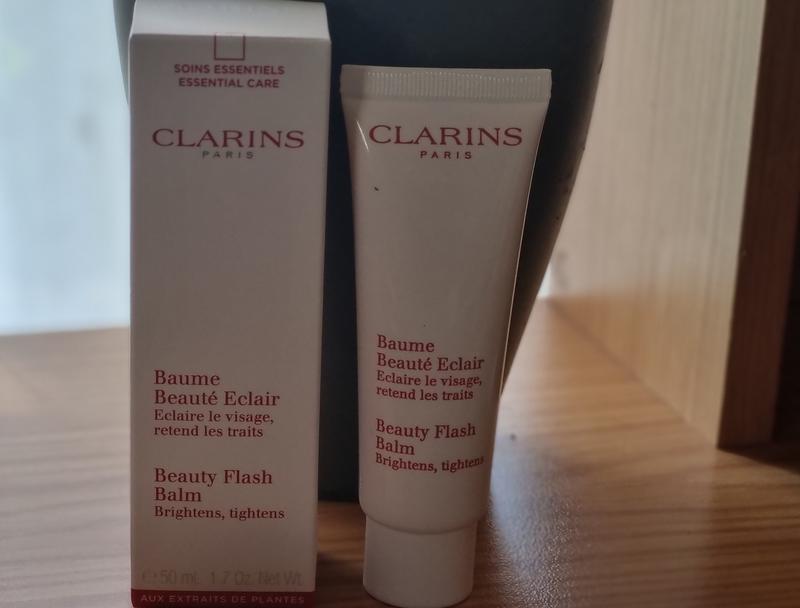 SOINS ESSENTIELS
ESSENTIAL CARE
CLARINS
PARIS
Baume
Beauté Eclair
Eclaire le visage,
retend les traits
Beauty Flash
Balm
Brightens, tightens
℮ 50 mL 1.7 Oz. Net Wt.
AUX EXTRAITS DE PLANTES
CLARINS
PARIS
Baume
Beauté Eclair
Eclaire le visage,
retend les traits
Beauty Flash
Balm
Brightens, tightens